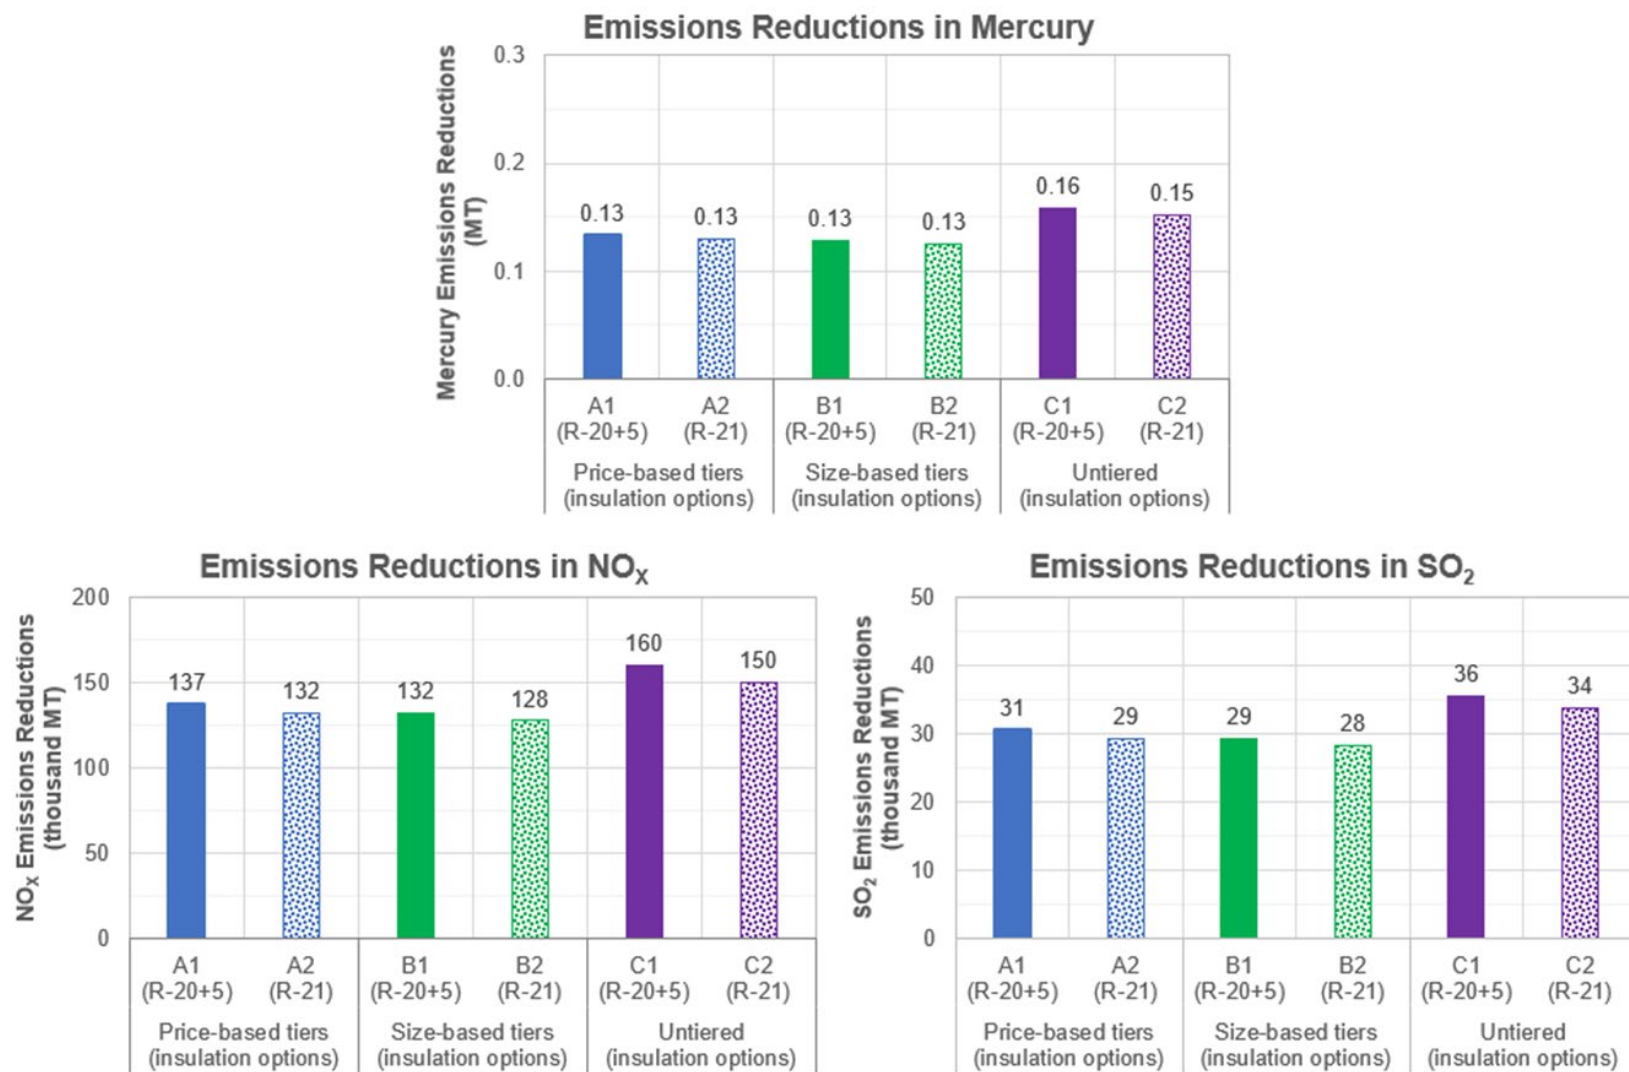 Emissions Reductions in Mercury
Mercury Emissions Reductions
(MT)
0.3
0.2
0.1
0.0
0.13
0.13
0.13
0.13
0.16
0.15
A1 A2 B1 B2 C1 C2
(R-20+5) (R-21) (R-20+5) (R-21) (R-20+5) (R-21)
Price-based tiers Size-based tiers Untiered
(insulation options) (insulation options) (insulation options)
Emissions Reductions in NOₓ
NOₓ Emissions Reductions
(thousand MT)
200
150
100
50
0
137
132
132
128
160
150
A1 A2 B1 B2 C1 C2
(R-20+5) (R-21) (R-20+5) (R-21) (R-20+5) (R-21)
Price-based tiers Size-based tiers Untiered
(insulation options) (insulation options) (insulation options)
Emissions Reductions in SO₂
SO₂ Emissions Reductions
(thousand MT)
50
40
30
20
10
0
31
29
29
28
36
34
A1 A2 B1 B2 C1 C2
(R-20+5) (R-21) (R-20+5) (R-21) (R-20+5) (R-21)
Price-based tiers Size-based tiers Untiered
(insulation options) (insulation options) (insulation options)